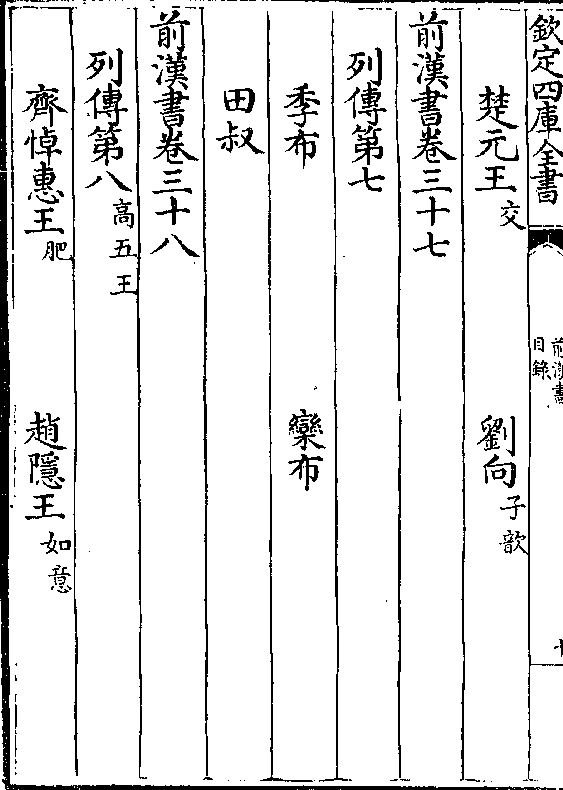 欽定四庫全書
前漢書
目錄
楚元王交 劉向子歆
前漢書卷三十七
列傳第七
季布 欒布
田叔
前漢書卷三十八
列傳第八高五王
齊悼惠王肥 趙隱王如意